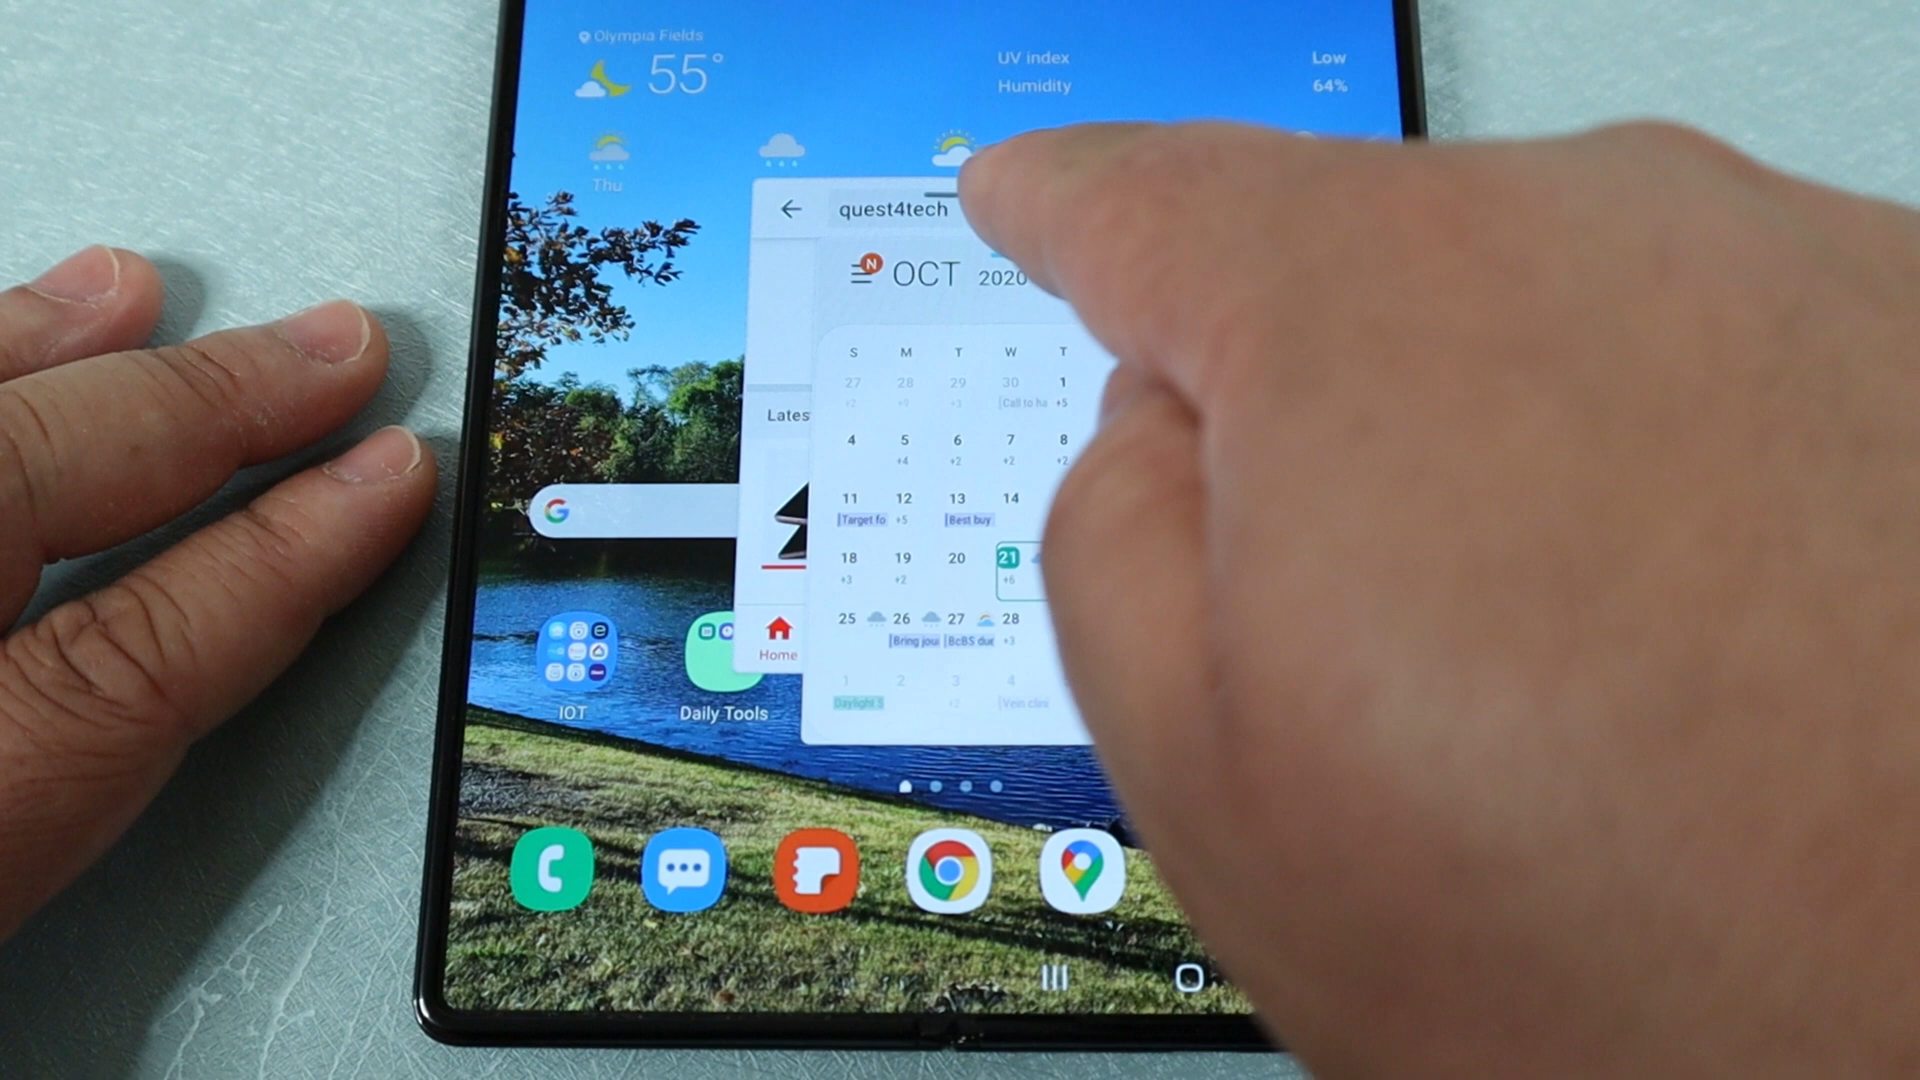 Olympia Fields
55°
UV index Low
Humidity 64%
Thu
quest4tech
N
OCT 2020
S M T W T
27 28 29 30 1
+7 +9 +3 [Call to ha +5
4 5 6 7 8
+4 +2 +2 +2
11 12 13 14
Target fo +5 Best buy
18 19 20 21
+3 +2 +6
25 26 27 28
Bring jour BcBS due +3
1 2 3 4
Daylight S +2 Vein clini
Lates
Home
G
IOT
Daily Tools